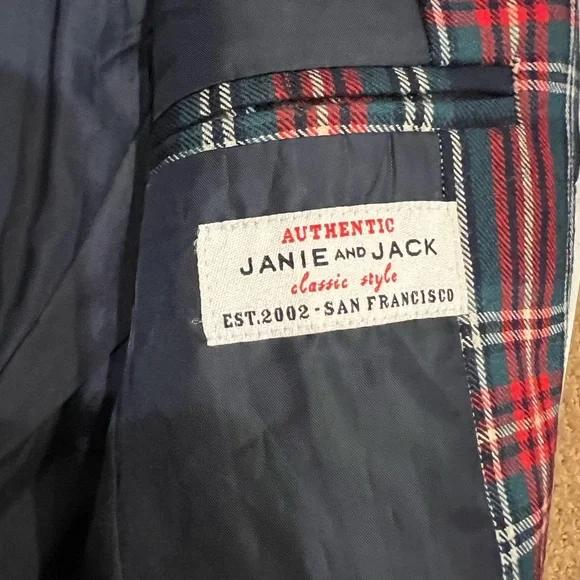 AUTHENTIC
JANIE AND JACK
classic style
EST.2002 - SAN FRANCISCO